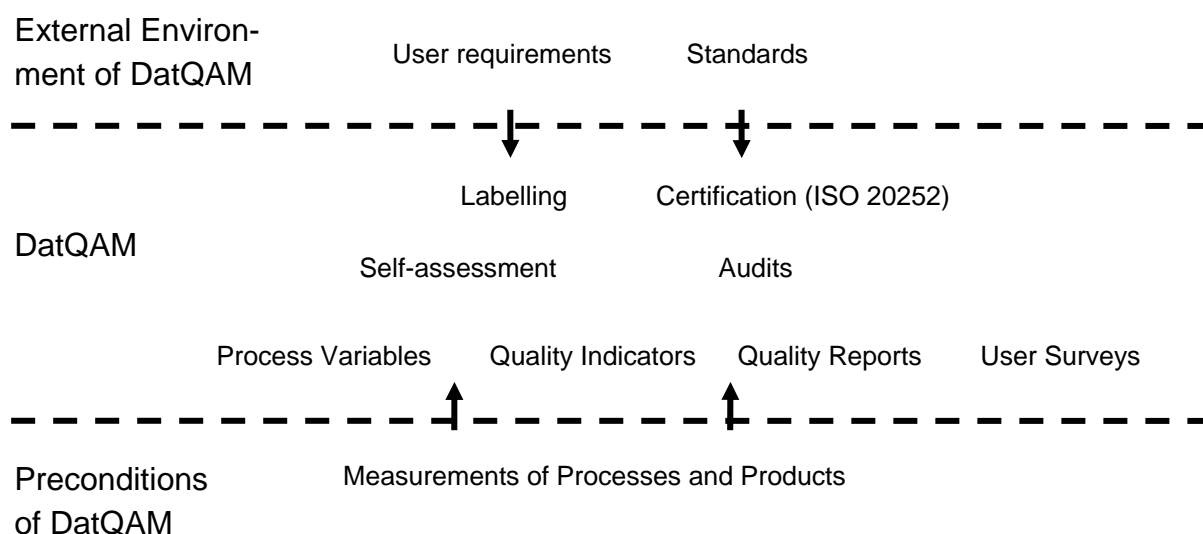 External Environ-
ment of DatQAM
User requirements
Standards
Labelling
Certification (ISO 20252)
DatQAM
Self-assessment
Audits
Process Variables
Quality Indicators
Quality Reports
User Surveys
Preconditions
of DatQAM
Measurements of Processes and Products